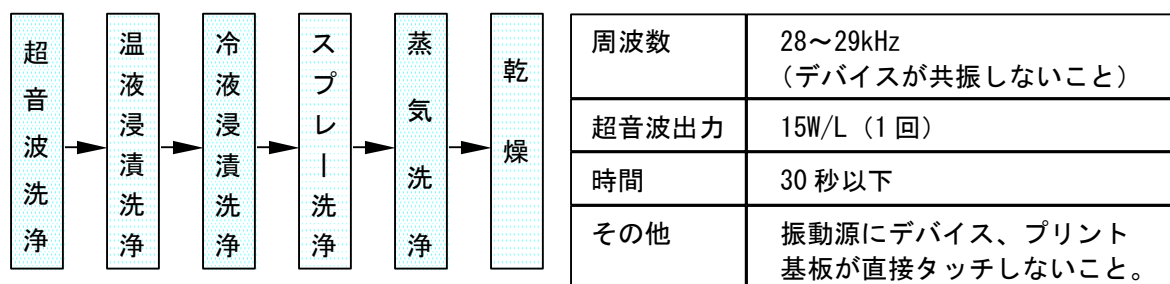 超音波洗浄
温液浸漬洗浄
冷液浸漬洗浄
スプレー洗浄
蒸気洗浄
乾燥
周波数 28～29kHz
（デバイスが共振しないこと）
超音波出力 15W/L（1回）
時間 30秒以下
その他 振動源にデバイス、プリント
基板が直接タッチしないこと。